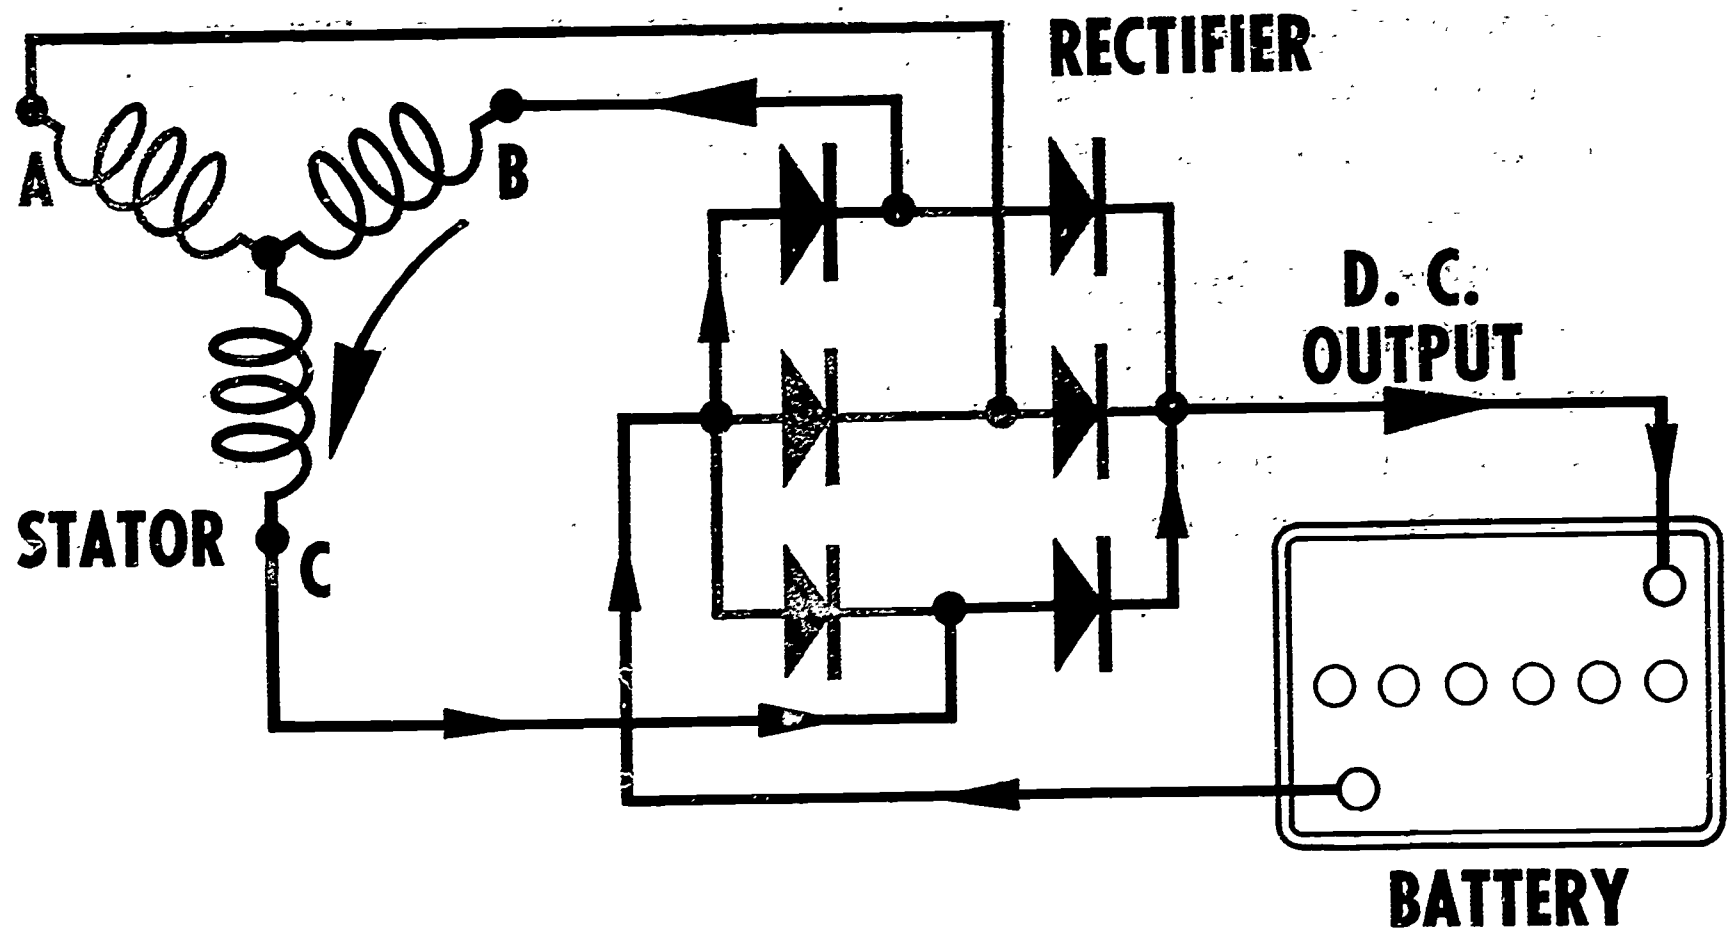 RECTIFIER
A
B
D. C.
OUTPUT
STATOR
C
BATTERY